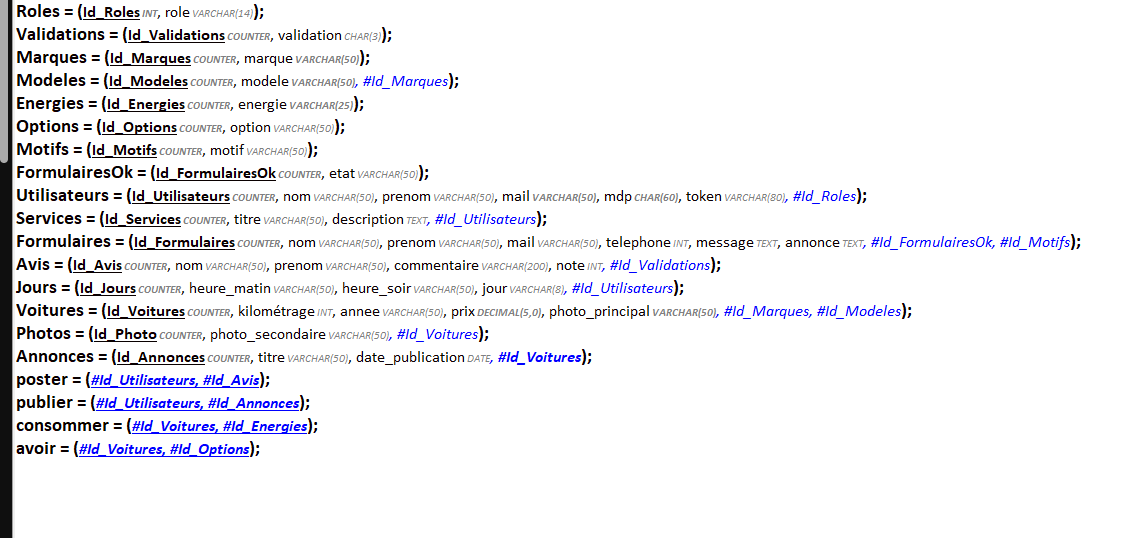 Roles = (Id_Roles INT, role VARCHAR(14));
Validations = (Id_Validations COUNTER, validation CHAR(3));
Marques = (Id_Marques COUNTER, marque VARCHAR(50));
Modeles = (Id_Modeles COUNTER, modele VARCHAR(50), #Id_Marques);
Energies = (Id_Energies COUNTER, energie VARCHAR(25));
Options = (Id_Options COUNTER, option VARCHAR(50));
Motifs = (Id_Motifs COUNTER, motif VARCHAR(50));
FormulairesOk = (Id_FormulairesOk COUNTER, etat VARCHAR(50));
Utilisateurs = (Id_Utilisateurs COUNTER, nom VARCHAR(50), prenom VARCHAR(50), mail VARCHAR(50), mdp CHAR(60), token VARCHAR(80), #Id_Roles);
Services = (Id_Services COUNTER, titre VARCHAR(50), description TEXT, #Id_Utilisateurs);
Formulaires = (Id_Formulaires COUNTER, nom VARCHAR(50), prenom VARCHAR(50), mail VARCHAR(50), telephone INT, message TEXT, annonce TEXT, #Id_FormulairesOk, #Id_Motifs);
Avis = (Id_Avis COUNTER, nom VARCHAR(50), prenom VARCHAR(50), commentaire VARCHAR(200), note INT, #Id_Validations);
Jours = (Id_Jours COUNTER, heure_matin VARCHAR(50), heure_soir VARCHAR(50), jour VARCHAR(8), #Id_Utilisateurs);
Voitures = (Id_Voitures COUNTER, kilométrage INT, annee VARCHAR(50), prix DECIMAL(5,0), photo_principal VARCHAR(50), #Id_Marques, #Id_Modeles);
Photos = (Id_Photo COUNTER, photo_secondaire VARCHAR(50), #Id_Voitures);
Annonces = (Id_Annonces COUNTER, titre VARCHAR(50), date_publication DATE, #Id_Voitures);
poster = (#Id_Utilisateurs, #Id_Avis);
publier = (#Id_Utilisateurs, #Id_Annonces);
consommer = (#Id_Voitures, #Id_Energies);
avoir = (#Id_Voitures, #Id_Options);